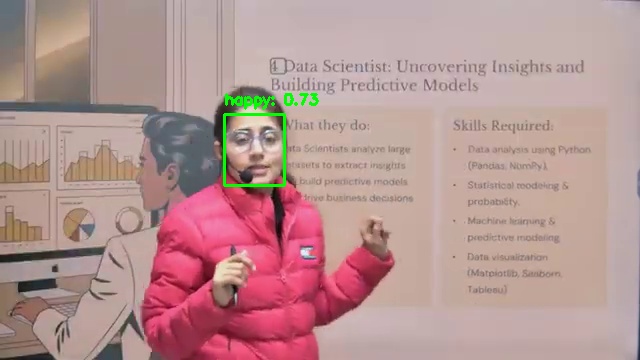 happy: 0.73
4 Data Scientist: Uncovering Insights and
Building Predictive Models
What they do:
Data Scientists analyze large
datasets to extract insights
build predictive models
drive business decisions
Skills Required:
• Data analysis using Python
(Pandas, NumPy).
• Statistical modeling &
probability.
• Machine learning &
predictive modeling
• Data visualization
(Matplotlib, Seaborn,
Tableau)